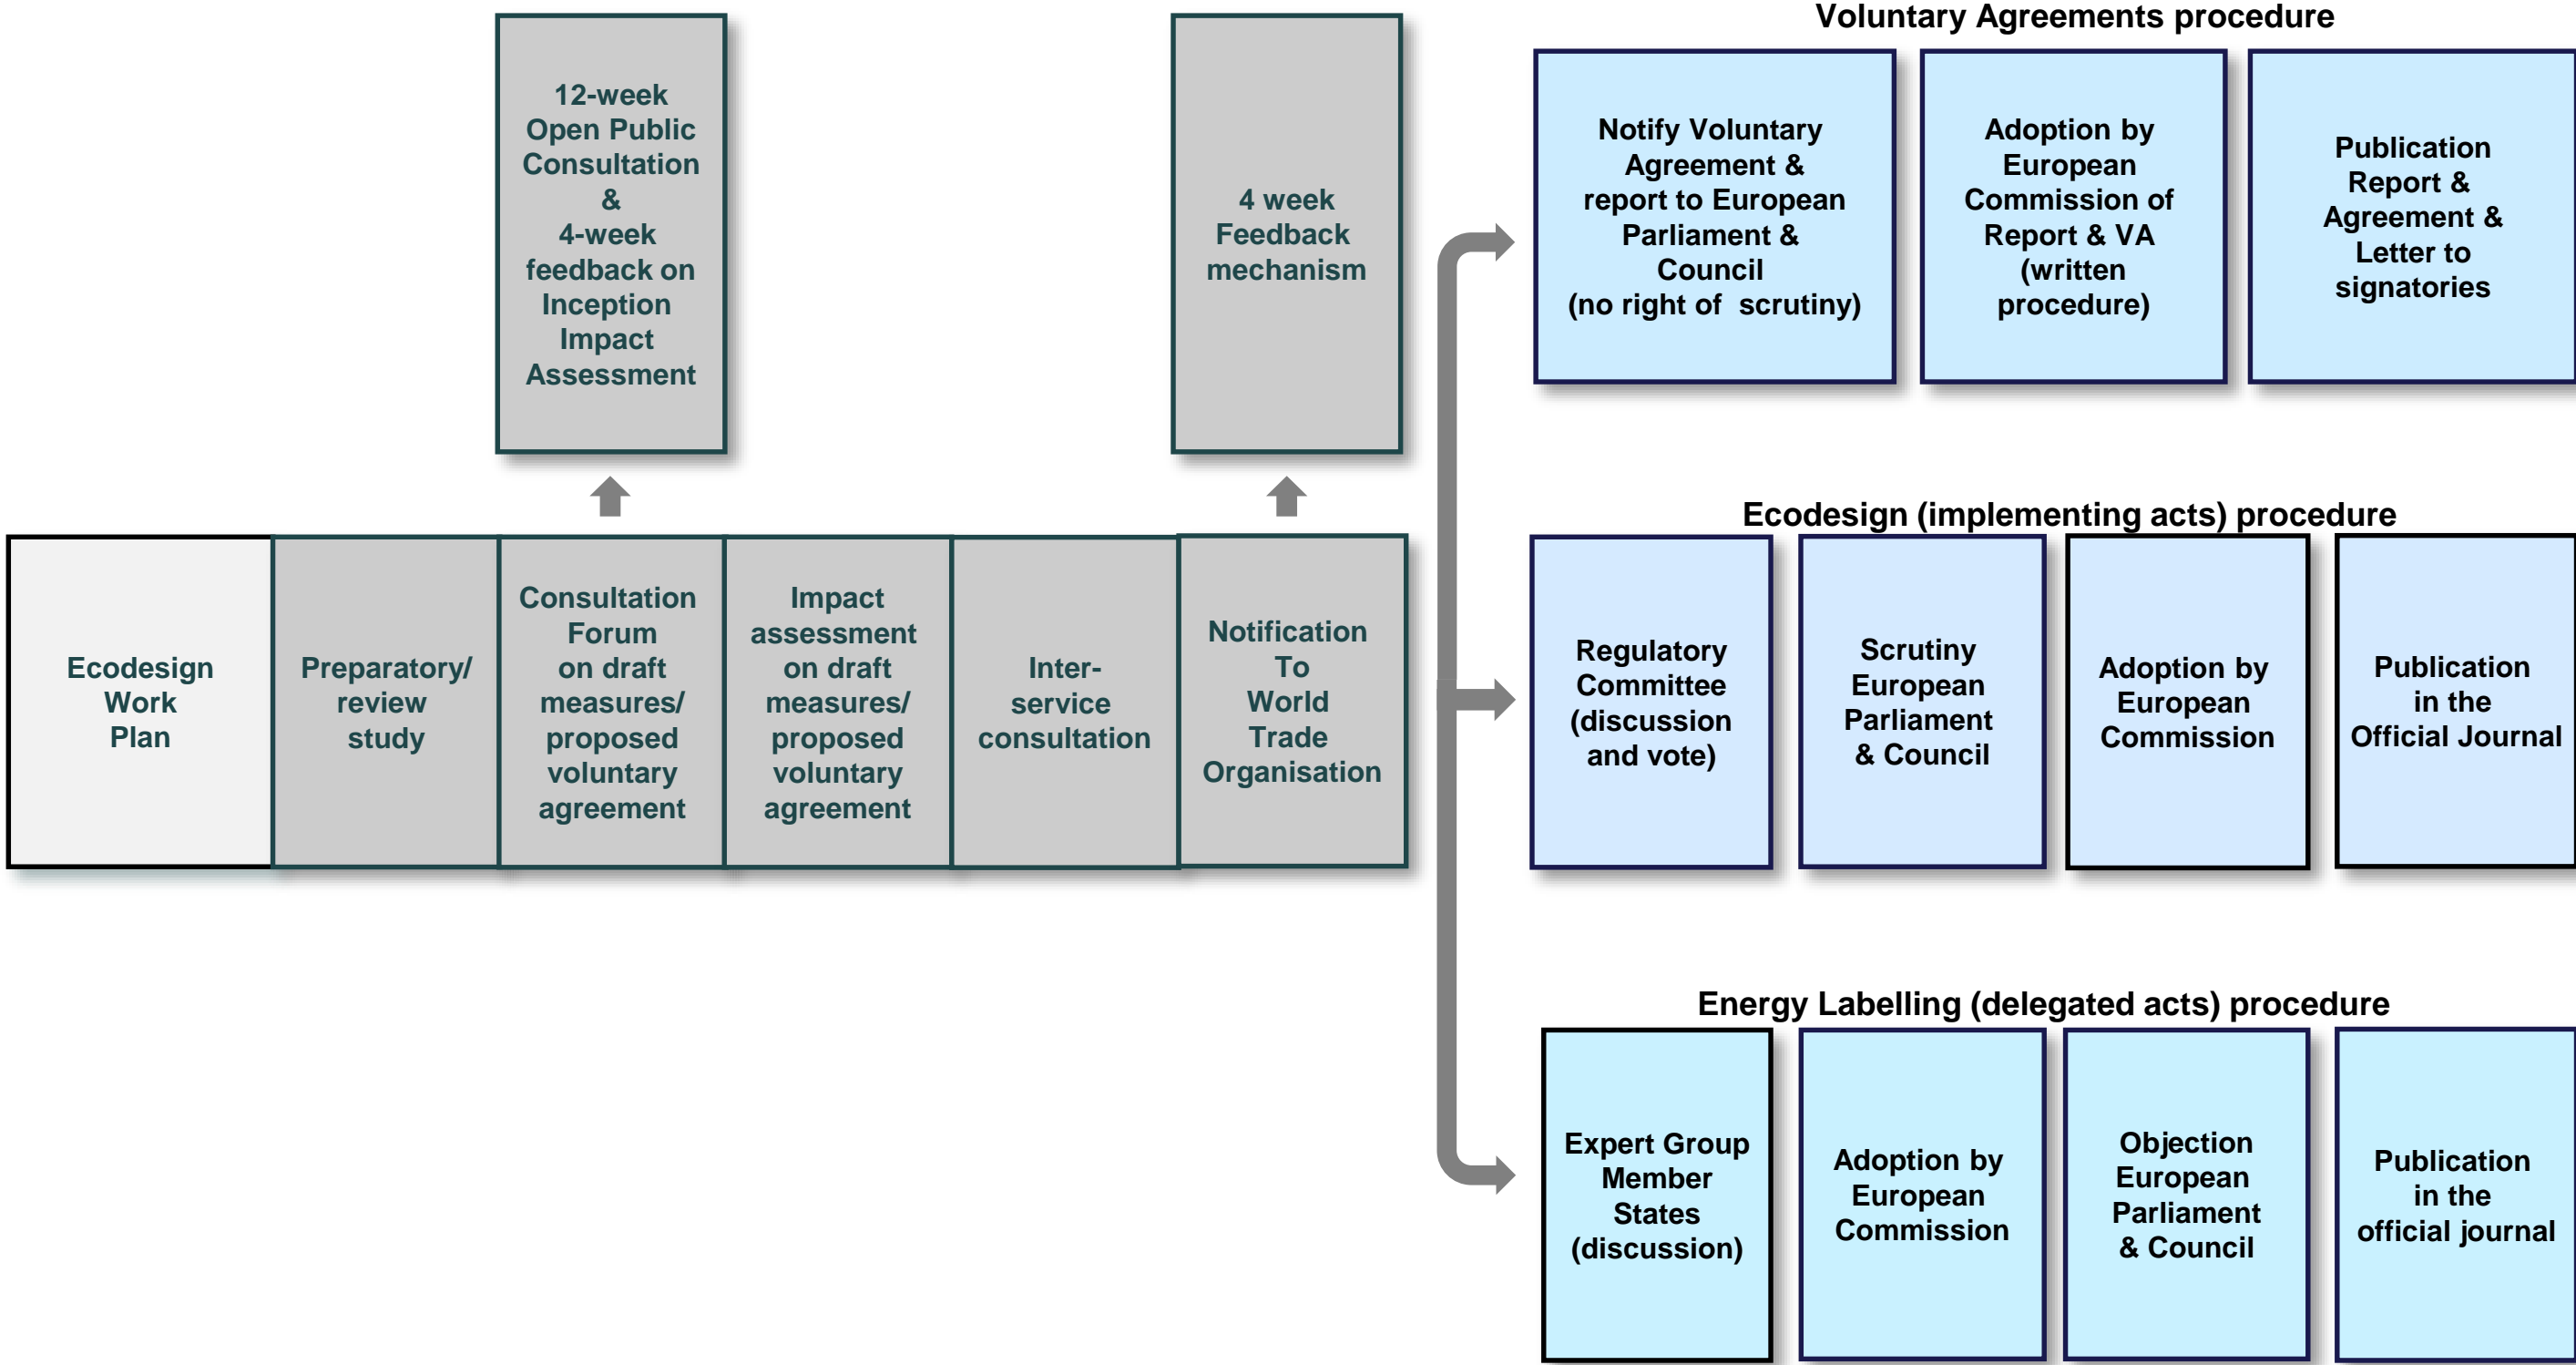 12-week
Open Public
Consultation
&
4-week
feedback on
Inception
Impact
Assessment
4 week
Feedback
mechanism
Ecodesign
Work
Plan
Preparatory/
review
study
Consultation
Forum
on draft
measures/
proposed
voluntary
agreement
Impact
assessment
on draft
measures/
proposed
voluntary
agreement
Inter-
service
consultation
Notification
To
World
Trade
Organisation
Voluntary Agreements procedure
Notify Voluntary
Agreement &
report to European
Parliament &
Council
(no right of scrutiny)
Adoption by
European
Commission of
Report & VA
(written
procedure)
Publication
Report &
Agreement &
Letter to
signatories
Ecodesign (implementing acts) procedure
Regulatory
Committee
(discussion
and vote)
Scrutiny
European
Parliament
& Council
Adoption by
European
Commission
Publication
in the
Official Journal
Energy Labelling (delegated acts) procedure
Expert Group
Member
States
(discussion)
Adoption by
European
Commission
Objection
European
Parliament
& Council
Publication
in the
official journal